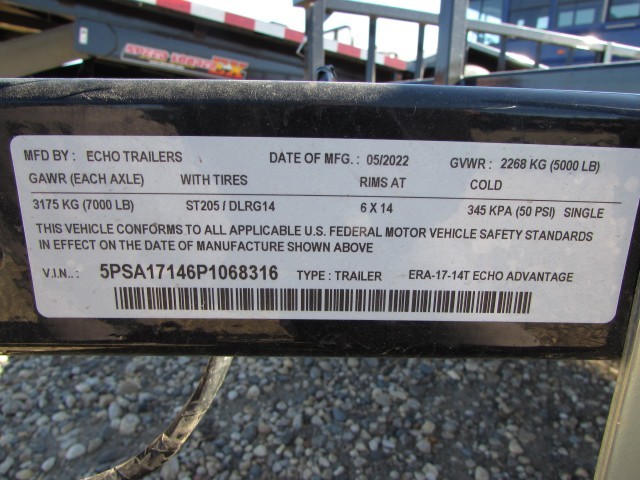 MFD BY : ECHO TRAILERS DATE OF MFG. : 05/2022 GVWR : 2268 KG (5000 LB)
GAWR (EACH AXLE) WITH TIRES RIMS AT COLD
3175 KG (7000 LB) ST205 / DLRG14 6 X 14 345 KPA (50 PSI) SINGLE
THIS VEHICLE CONFORMS TO ALL APPLICABLE U.S. FEDERAL MOTOR VEHICLE SAFETY STANDARDS
IN EFFECT ON THE DATE OF MANUFACTURE SHOWN ABOVE
V.I.N.. : 5PSA17146P1068316 TYPE : TRAILER ERA-17-14T ECHO ADVANTAGE